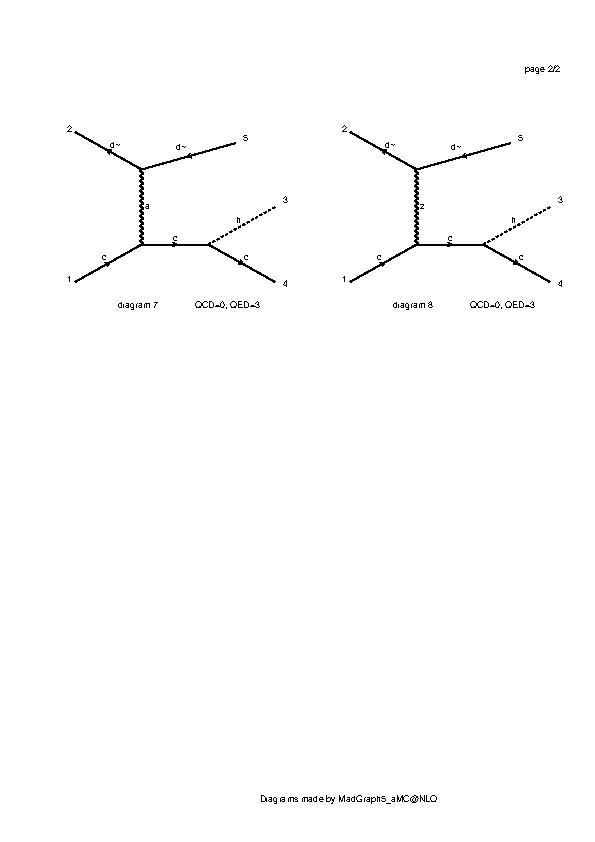 page 2/2
2 d~ d~ 5
a
h 3
c
1 c c 4
diagram 7 QCD=0, QED=3
2 d~ d~ 5
z
h 3
c
1 c c 4
diagram 8 QCD=0, QED=3
Diagrams made by MadGraph5_aMC@NLO